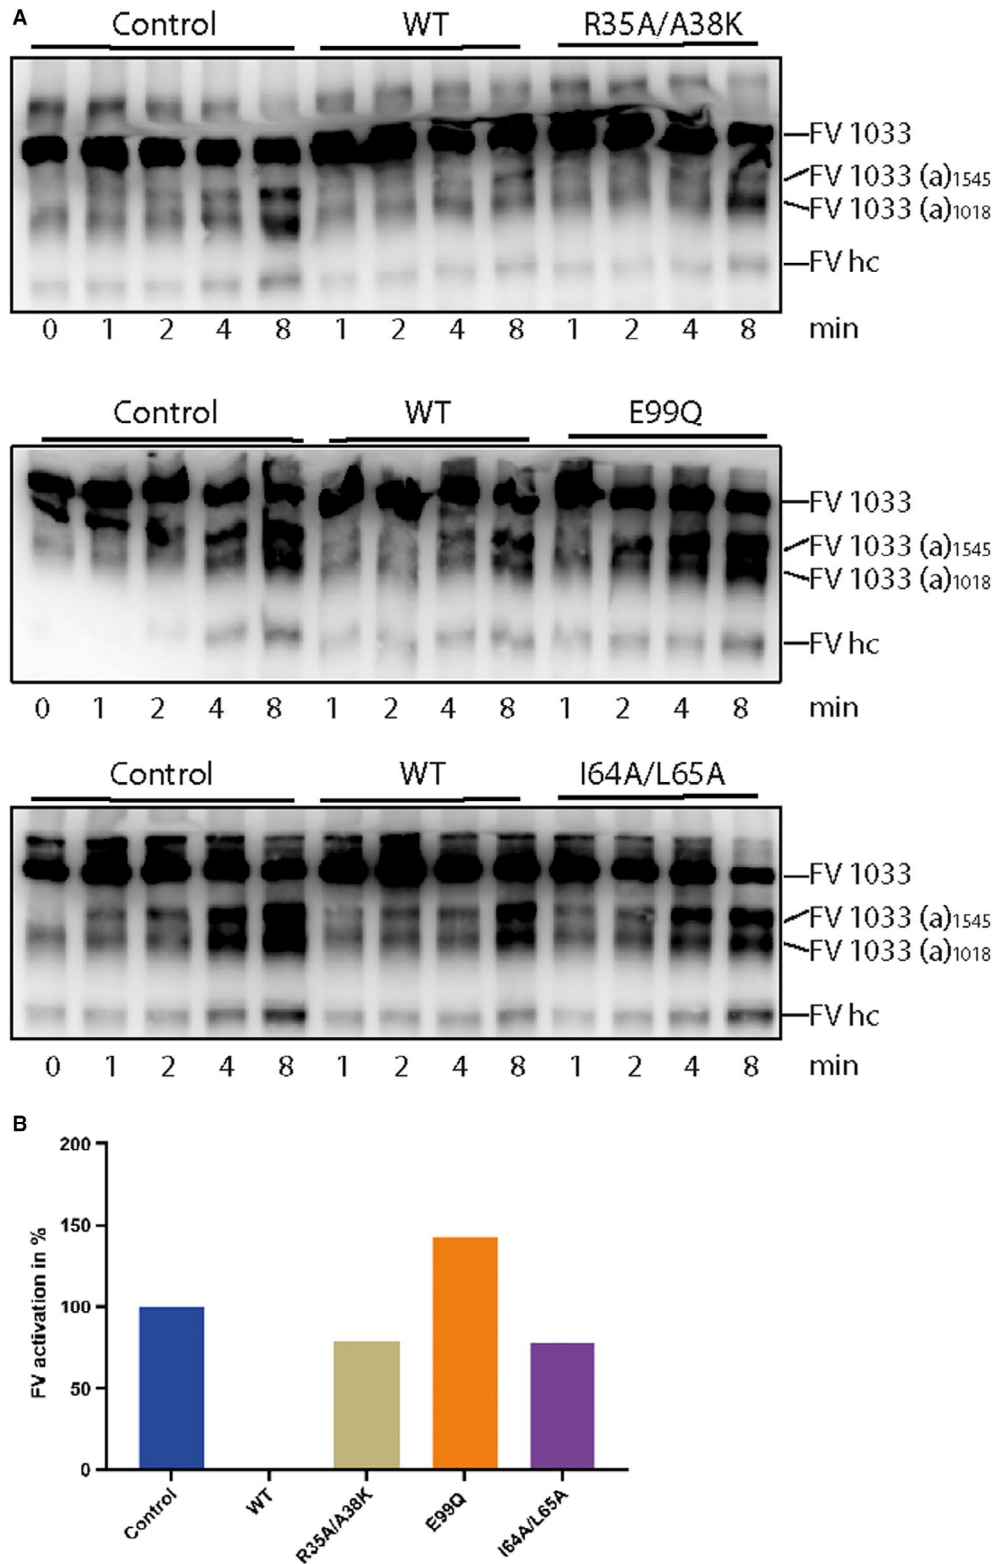 A
Control WT R35A/A38K
FV 1033
FV 1033 (a)1545
FV 1033 (a)1018
FV hc
0 1 2 4 8 1 2 4 8 1 2 4 8 min
Control WT E99Q
FV 1033
FV 1033 (a)1545
FV 1033 (a)1018
FV hc
0 1 2 4 8 1 2 4 8 1 2 4 8 min
Control WT I64A/L65A
FV 1033
FV 1033 (a)1545
FV 1033 (a)1018
FV hc
0 1 2 4 8 1 2 4 8 1 2 4 8 min
B
FV activation in %
200
150
100
50
0
Control WT R35A/A38K E99Q I64A/L65A